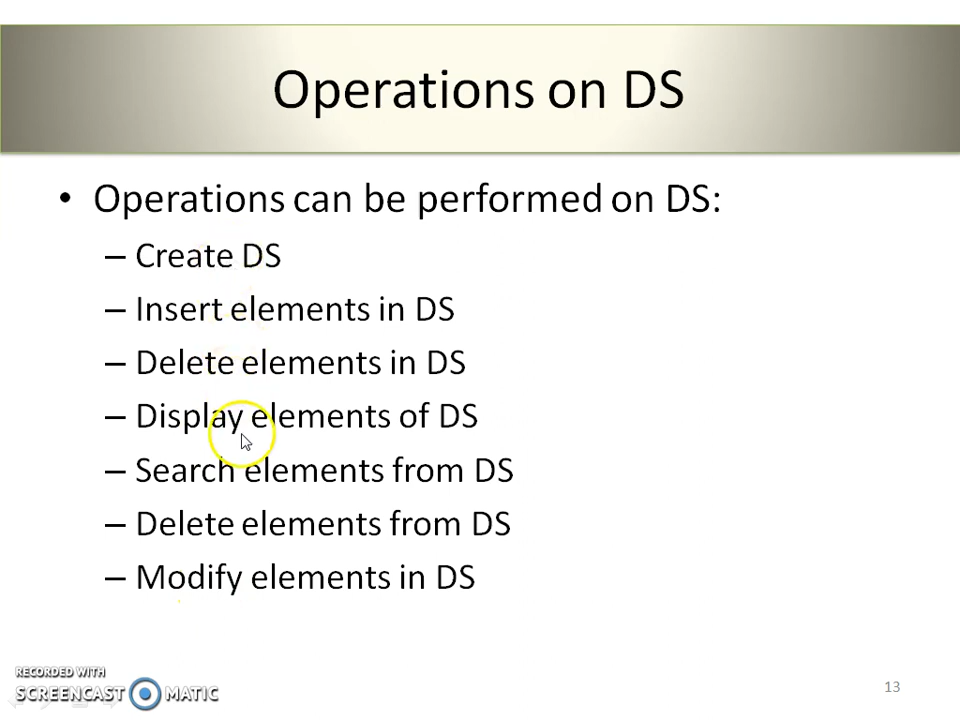 Operations on DS
• Operations can be performed on DS:
– Create DS
– Insert elements in DS
– Delete elements in DS
– Display elements of DS
– Search elements from DS
– Delete elements from DS
– Modify elements in DS
RECORDED WITH
SCREENCAST MATIC
13